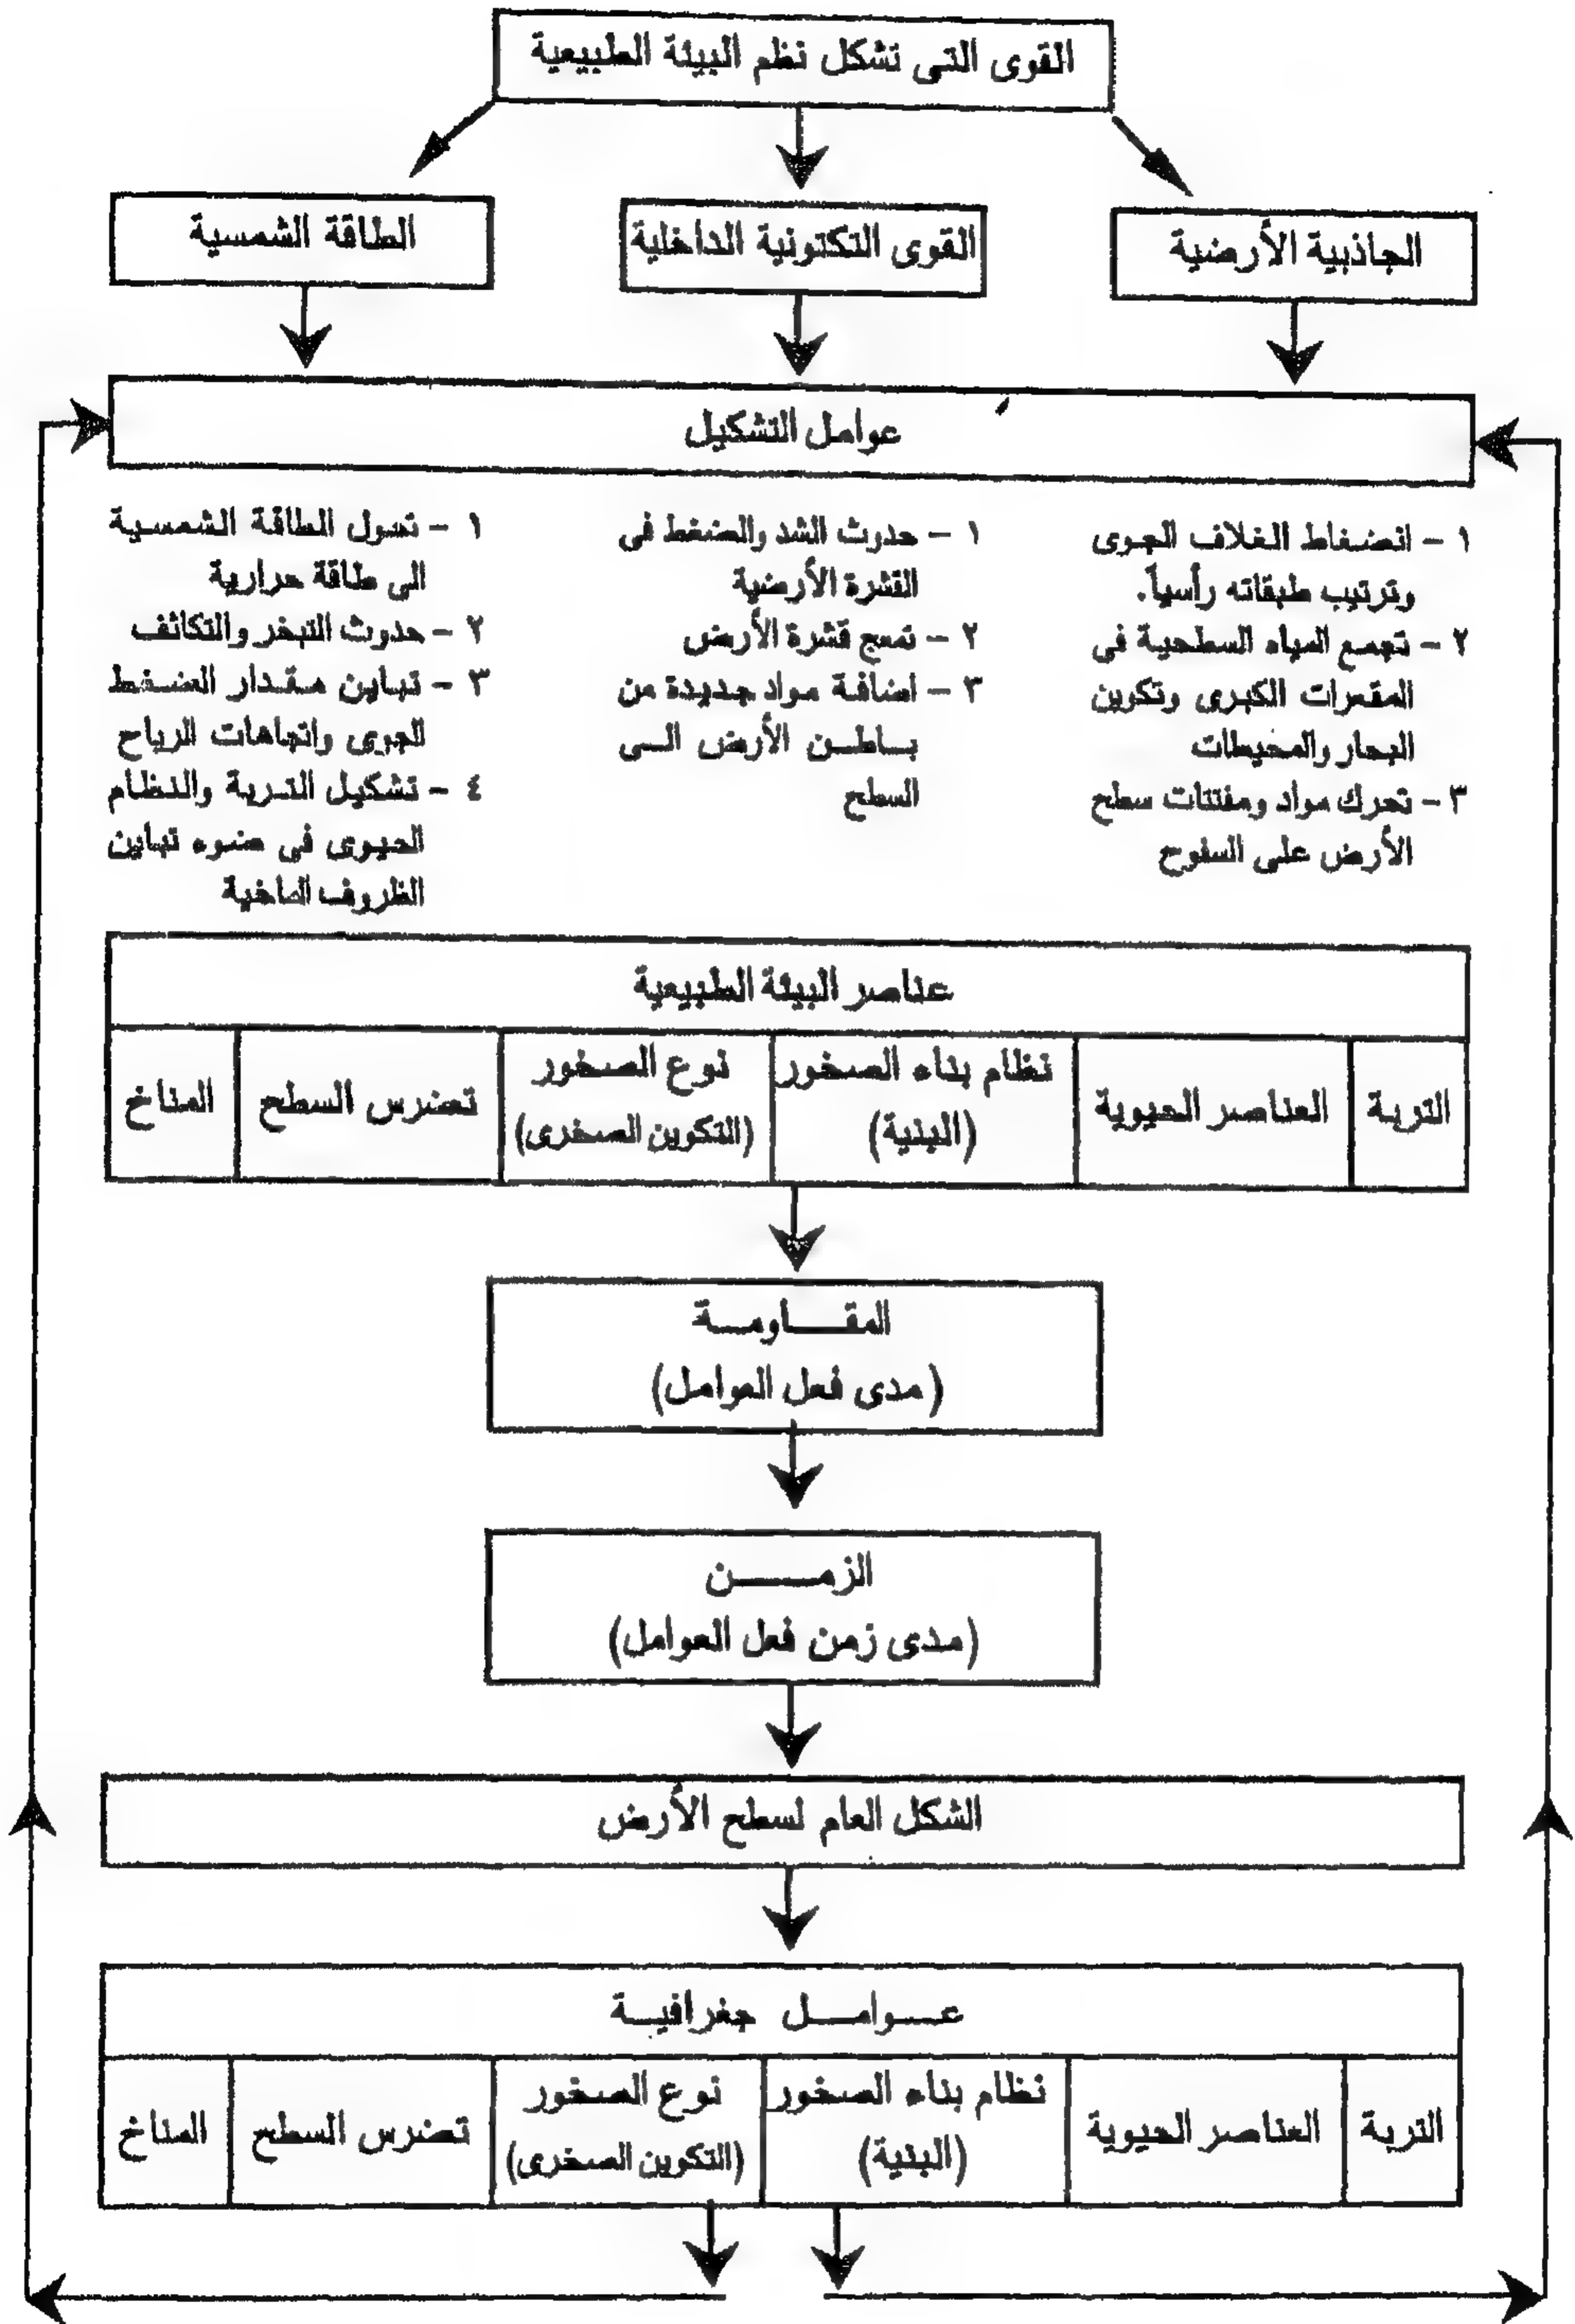 القوى التى تشكل نظم البيئة الطبيعية
الجاذبية الأرضية
القوى التكتونية الداخلية
الطاقة الشمسية
عوامل التشكيل
١ - انضغاط الغلاف الجوى
وترتيب طبقاته رأسياً.
٢ - تجمع المياه السطحية فى
المقعرات الكبرى وتكوين
البحار والمحيطات
٣ - تحرك مواد ومفتتات سطح
الأرض على السفوح
١ - حدوث الشد والضغط فى
القشرة الأرضية
٢ - تموج قشرة الأرض
٣ - اضافة مواد جديدة من
باطن الأرض الى
السطح
١ - تحول الطاقة الشمسية
الى طاقة حرارية
٢ - حدوث التبخر والتكاثف
٣ - تباين مقدار الضغط
الجوى واتجاهات الرياح
٤ - تشكيل التربة والنظام
الحيوى فى ضوء تباين
الظروف المناخية
عناصر البيئة الطبيعية
التربة
العناصر الحيوية
نظام بناء الصخور
(البنية)
نوع الصخور
(التكوين الصخرى)
تضرس السطح
المناخ
المقاومة
(مدى فعل العوامل)
الزمن
(مدى زمن فعل العوامل)
الشكل العام لسطح الأرض
عوامل جغرافية
التربة
العناصر الحيوية
نظام بناء الصخور
(البنية)
نوع الصخور
(التكوين الصخرى)
تضرس السطح
المناخ